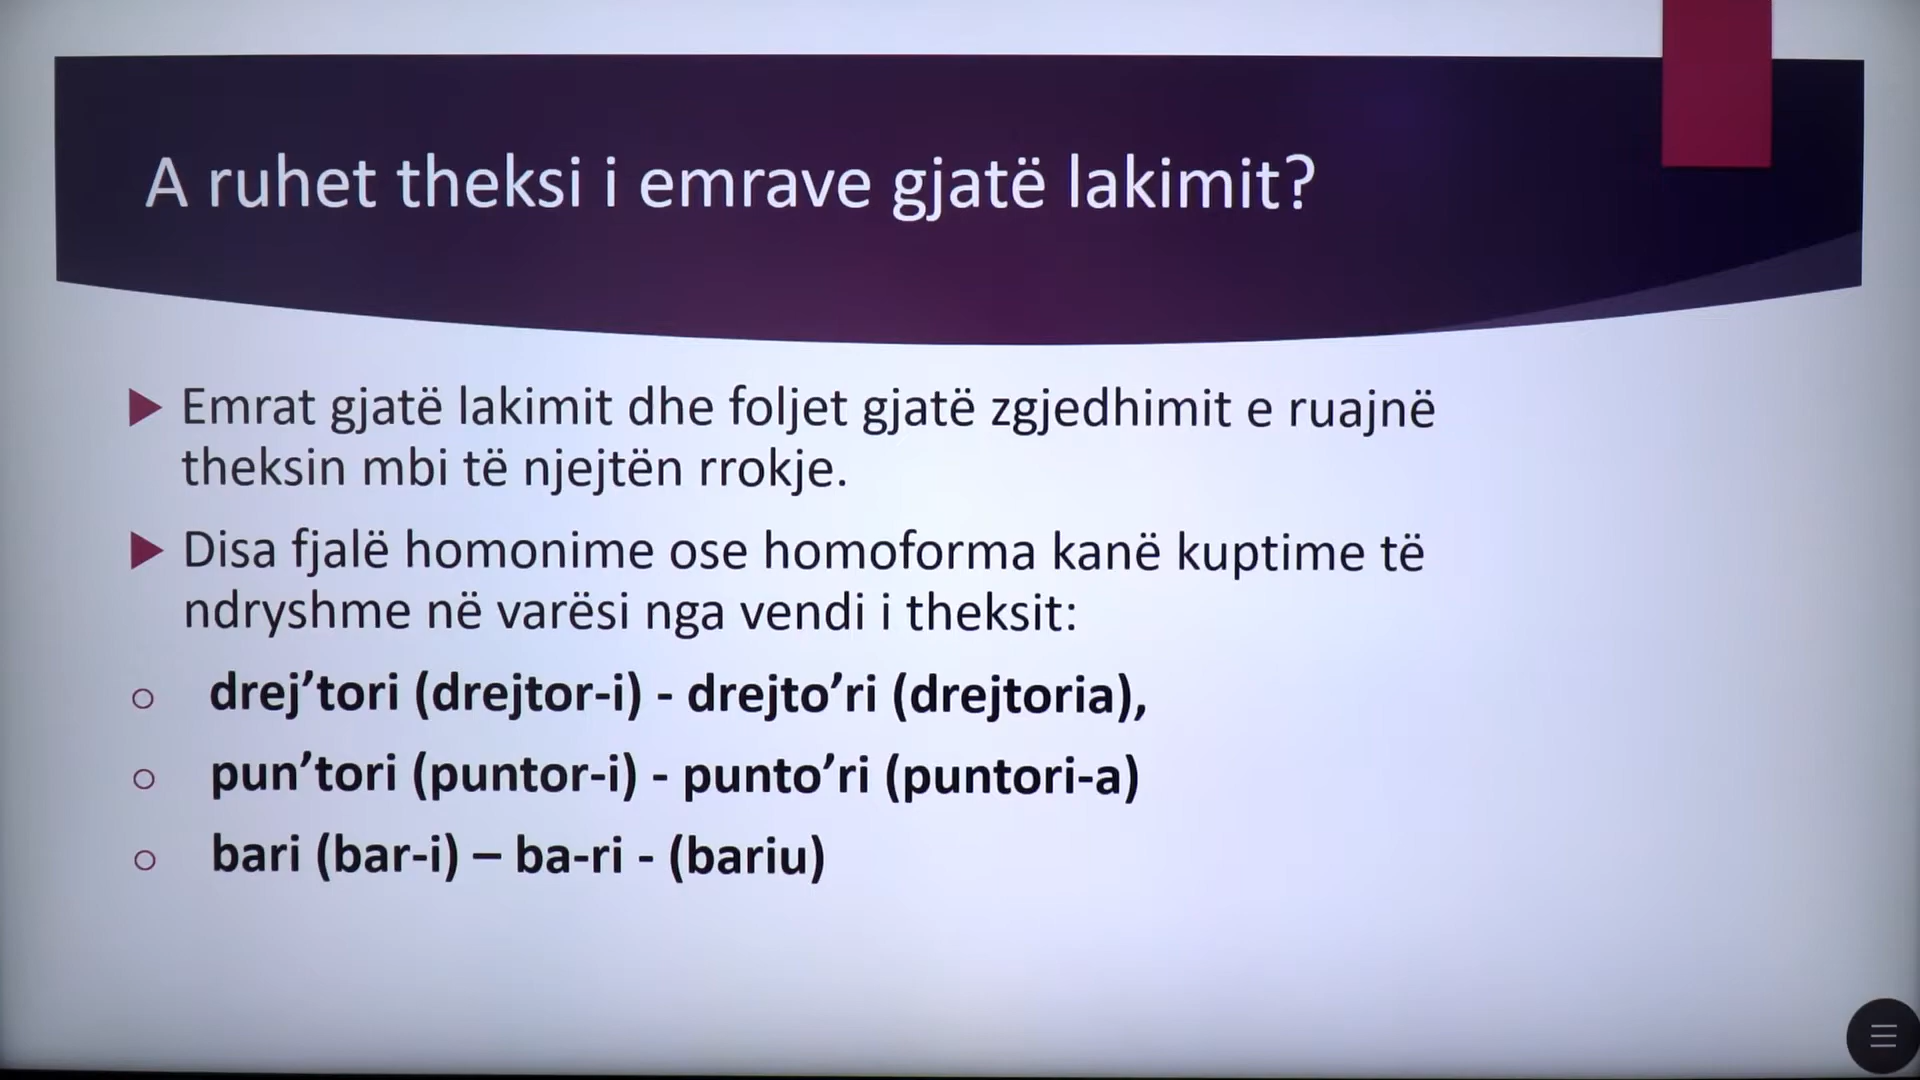 A ruhet theksi i emrave gjatë lakimit?
Emrat gjatë lakimit dhe foljet gjatë zgjedhimit e ruajnë
theksin mbi të njejtën rrokje.
Disa fjalë homonime ose homoforma kanë kuptime të
ndryshme në varësi nga vendi i theksit:
drej’tori (drejtor-i) - drejto’ri (drejtoria),
pun’tori (puntor-i) - punto’ri (puntori-a)
bari (bar-i) – ba-ri - (bariu)